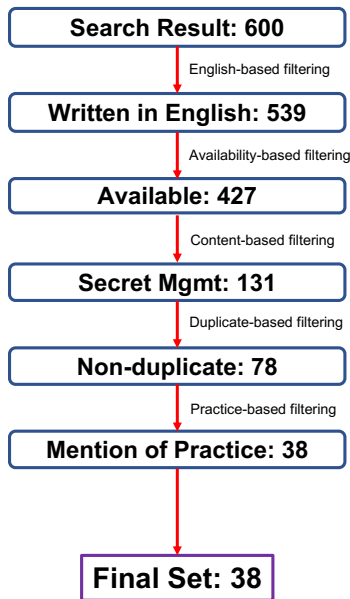 Search Result: 600
English-based filtering
Written in English: 539
Availability-based filtering
Available: 427
Content-based filtering
Secret Mgmt: 131
Duplicate-based filtering
Non-duplicate: 78
Practice-based filtering
Mention of Practice: 38
Final Set: 38